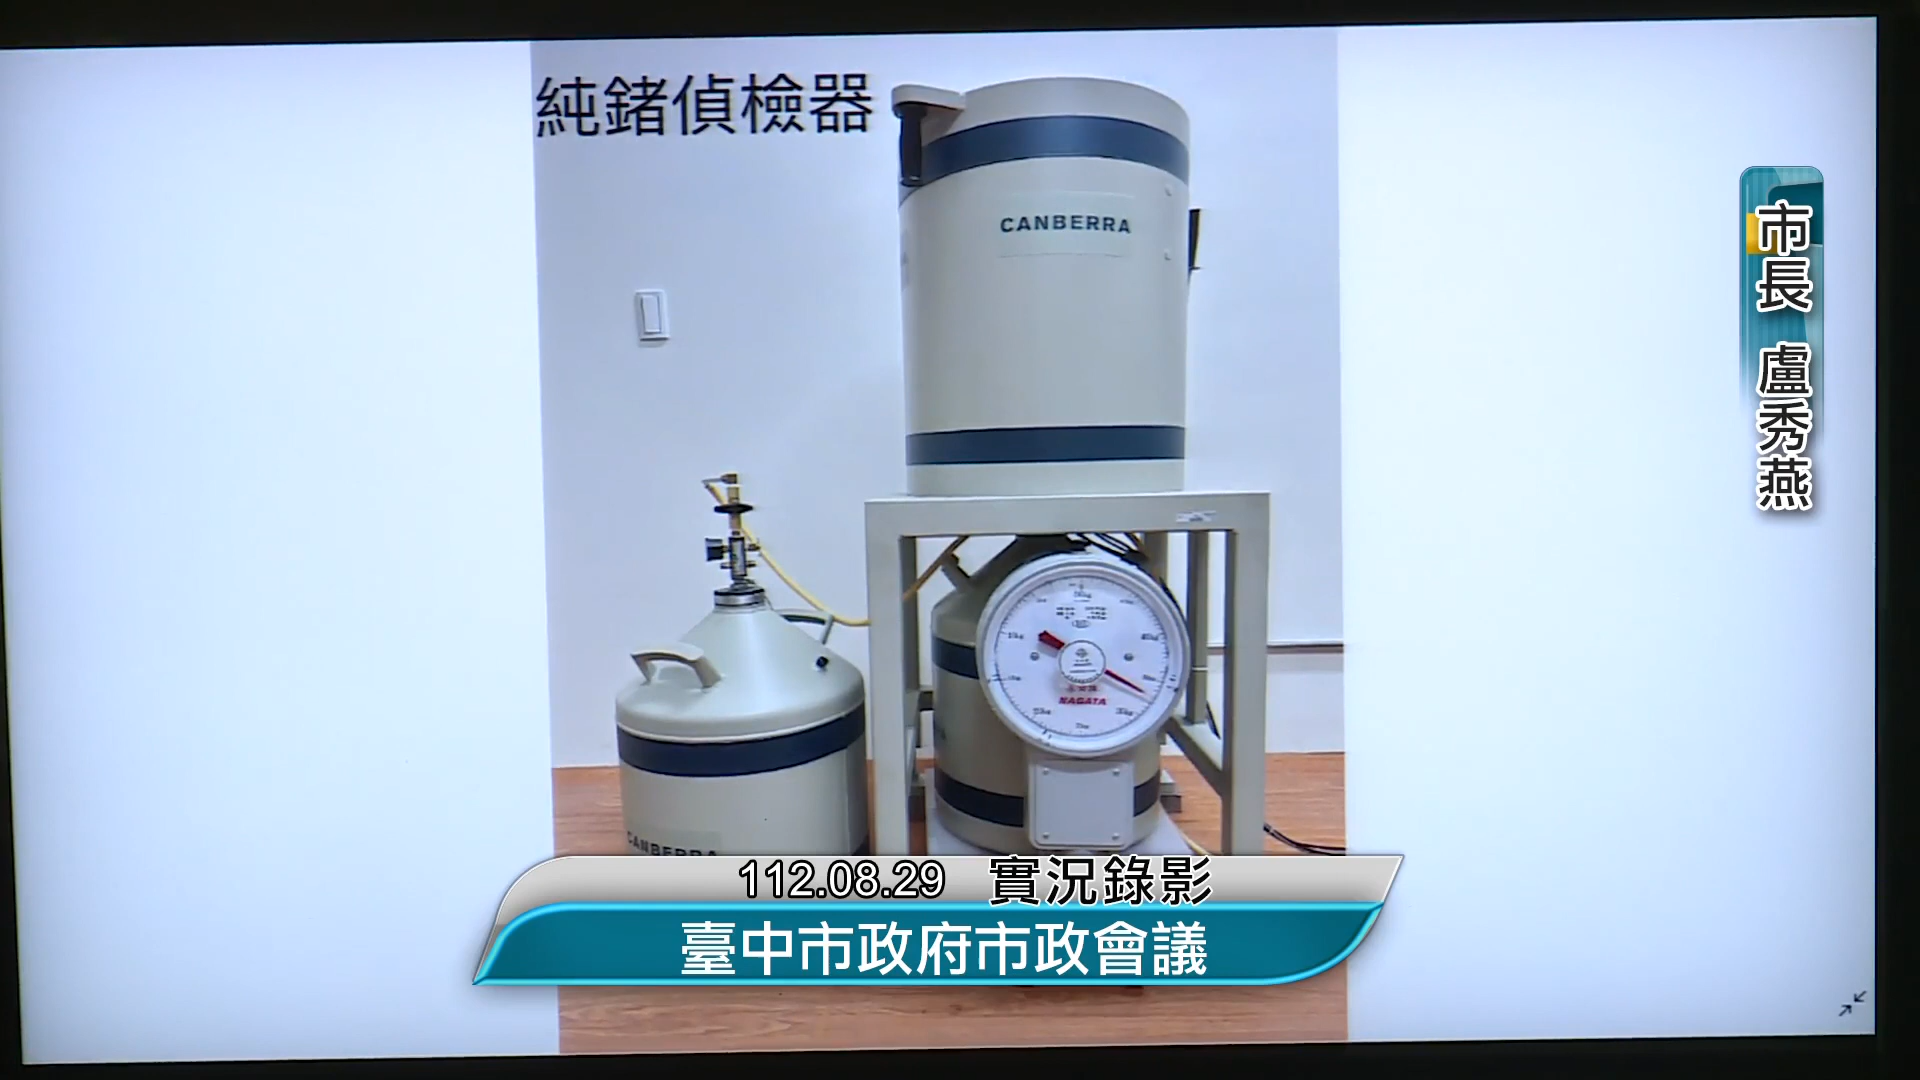 純鍺偵檢器
CANBERRA
市長 盧秀燕
NAGATA
CANBERRA
112.08.29 實況錄影
臺中市政府市政會議